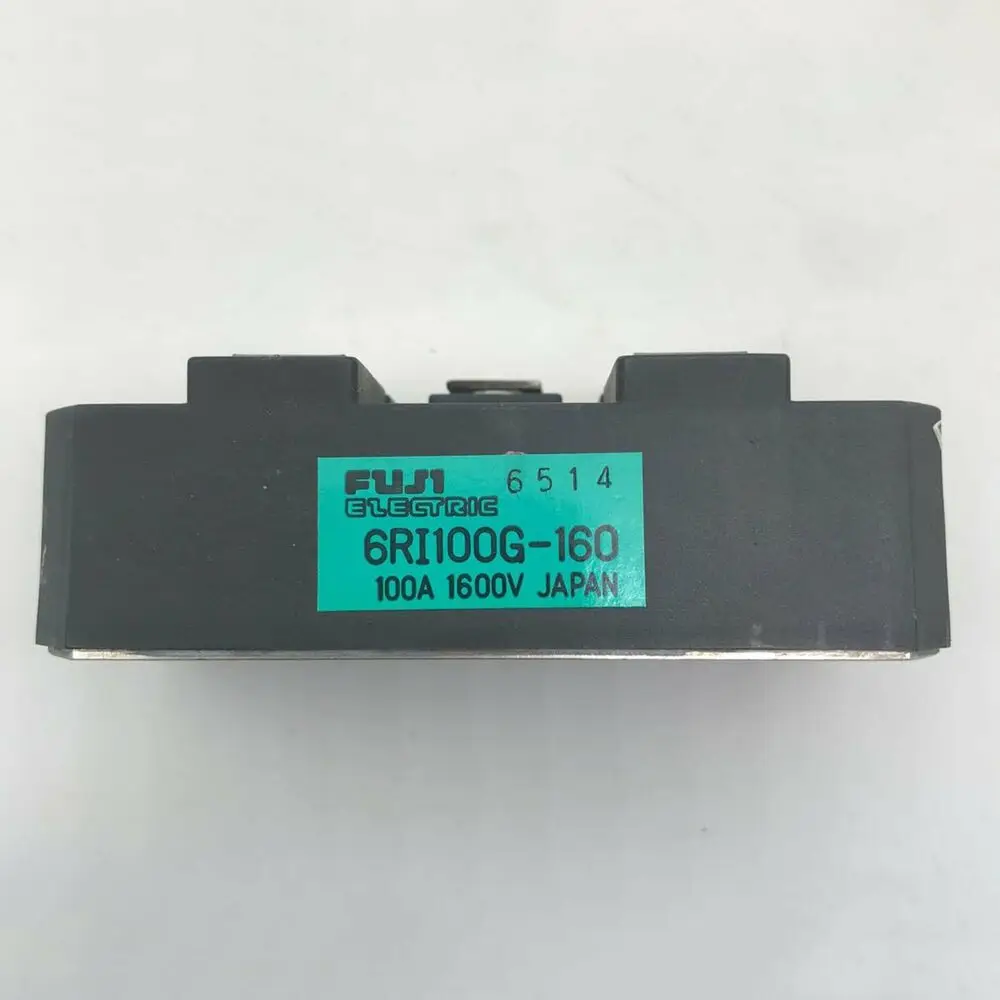 FUJI 6514
ELECTRIC
6RI100G-160
100A 1600V JAPAN